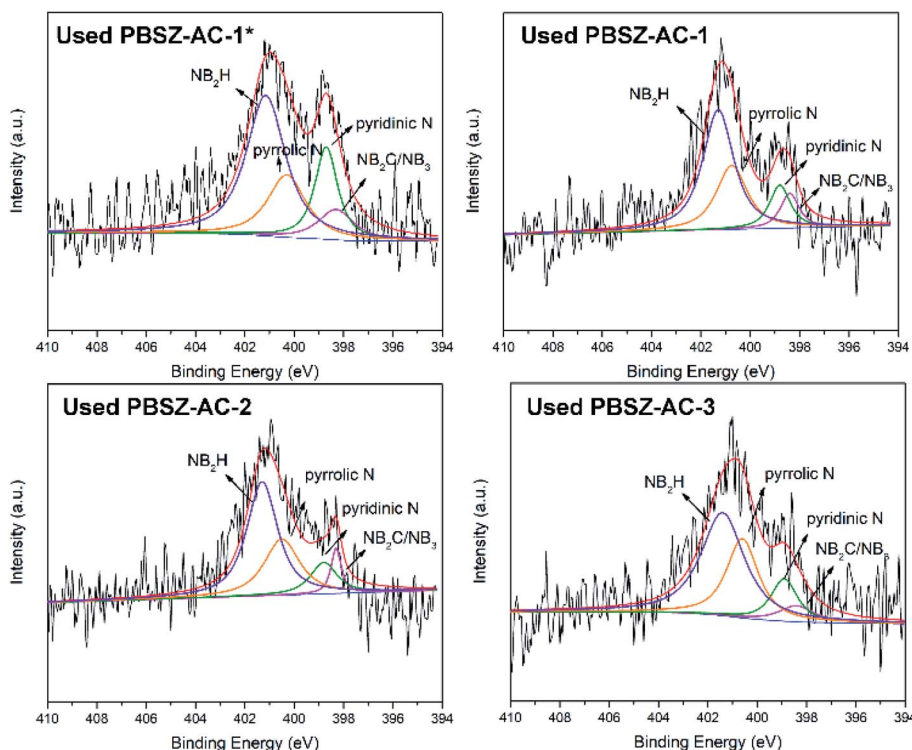 Used PBSZ-AC-1*
NB₂H
pyridinic N
pyrrolic N
NB₂C/NB₃
Intensity (a.u.)
410 408 406 404 402 400 398 396 394
Binding Energy (eV)
Used PBSZ-AC-1
NB₂H
pyrrolic N
pyridinic N
NB₂C/NB₃
Intensity (a.u.)
410 408 406 404 402 400 398 396 394
Binding Energy (eV)
Used PBSZ-AC-2
NB₂H
pyrrolic N
pyridinic N
NB₂C/NB₃
Intensity (a.u.)
410 408 406 404 402 400 398 396 394
Binding Energy (eV)
Used PBSZ-AC-3
NB₂H
pyrrolic N
pyridinic N
NB₂C/NB₃
Intensity (a.u.)
410 408 406 404 402 400 398 396 394
Binding Energy (eV)